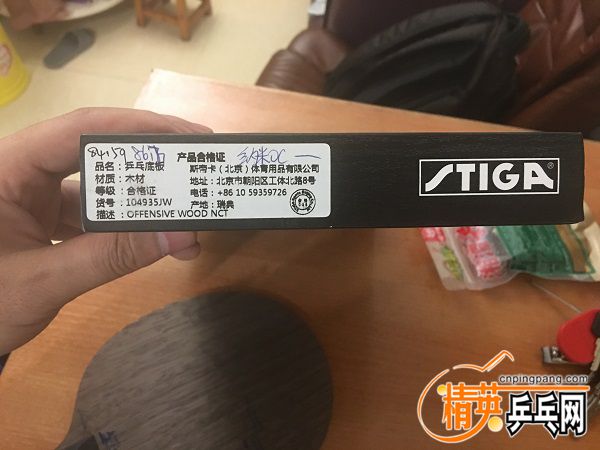 84.15g
产品合格证
品名：乒乓底板
材质：木材
等级：合格证
货号：104935JW
描述：OFFENSIVE WOOD NCT
斯帝卡（北京）体育用品有限公司
地址：北京市朝阳区工体北路8号
电话：+86 10 59359726
产地：瑞典
STIGA
cnpingpang.com
精英乒乓网